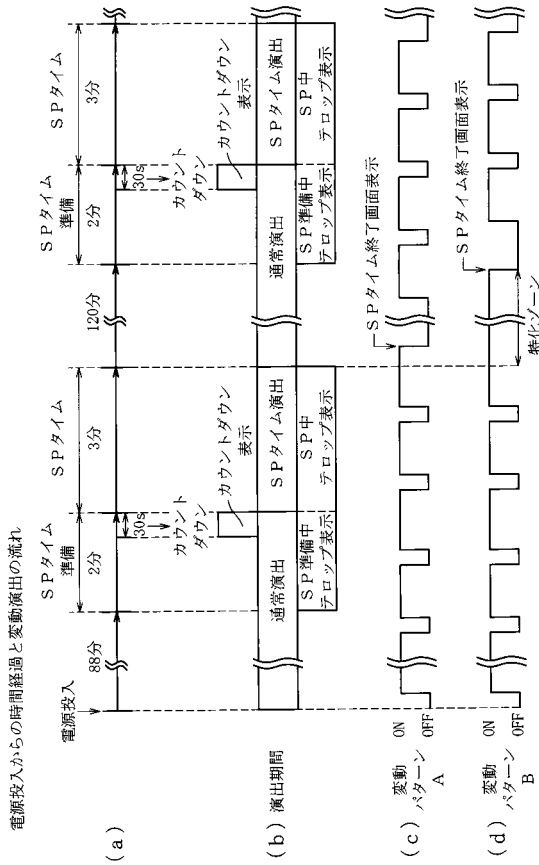 電源投入からの時間経過と変動演出の流れ
電源投入
(a)
88分
SPタイム
準備
2分
30s
カウント
ダウン
SPタイム
3分
120分
SPタイム
準備
2分
30s
カウント
ダウン
SPタイム
3分
(b) 演出期間
通常演出
SP準備中
テロップ表示
カウントダウン
表示
SPタイム演出
SP中
テロップ表示
通常演出
SP準備中
テロップ表示
カウントダウン
表示
SPタイム演出
SP中
テロップ表示
(c) 変動
パターン
A
ON
OFF
SPタイム終了画面表示
(d) 変動
パターン
B
ON
OFF
特化ゾーン
SPタイム終了画面表示